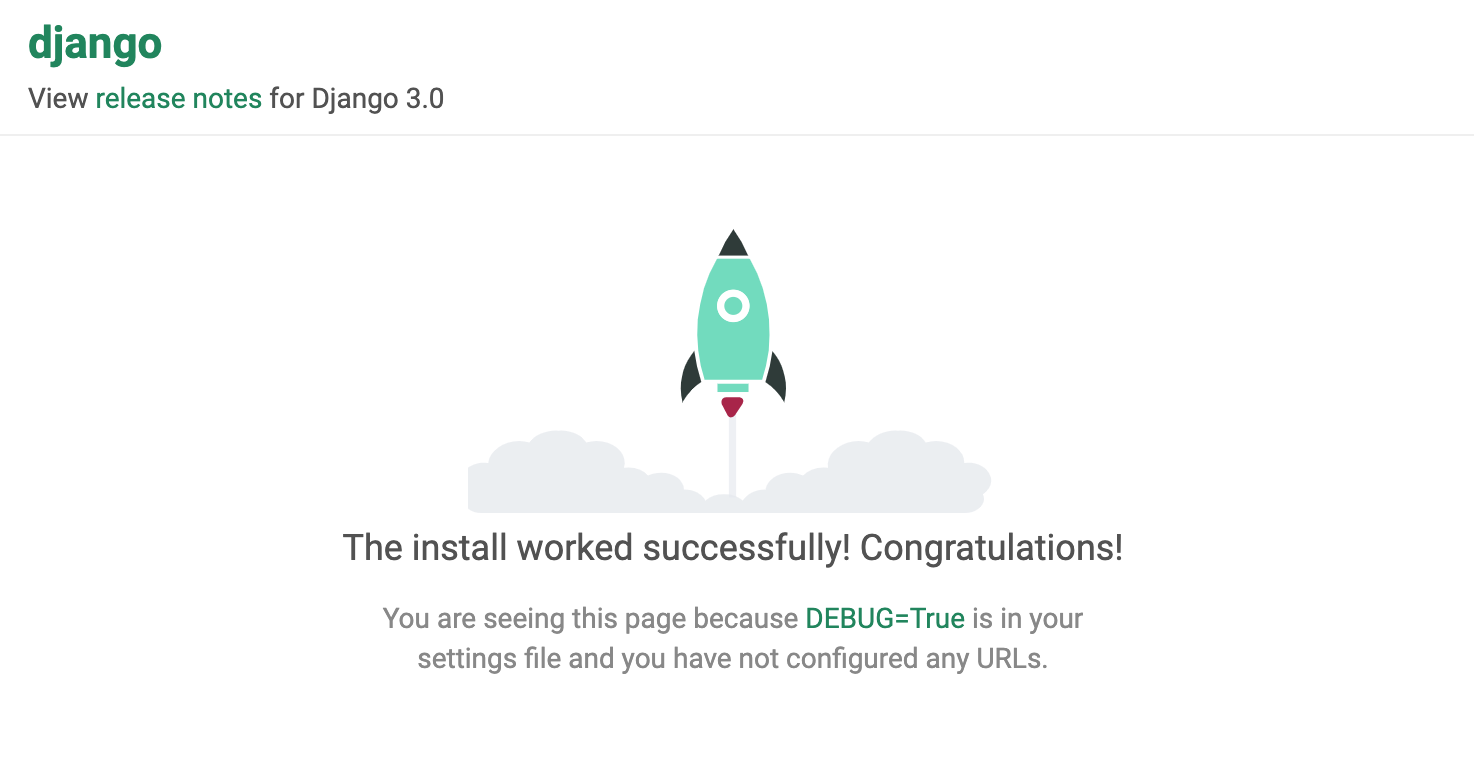 django
View release notes for Django 3.0
The install worked successfully! Congratulations!
You are seeing this page because DEBUG=True is in your
settings file and you have not configured any URLs.